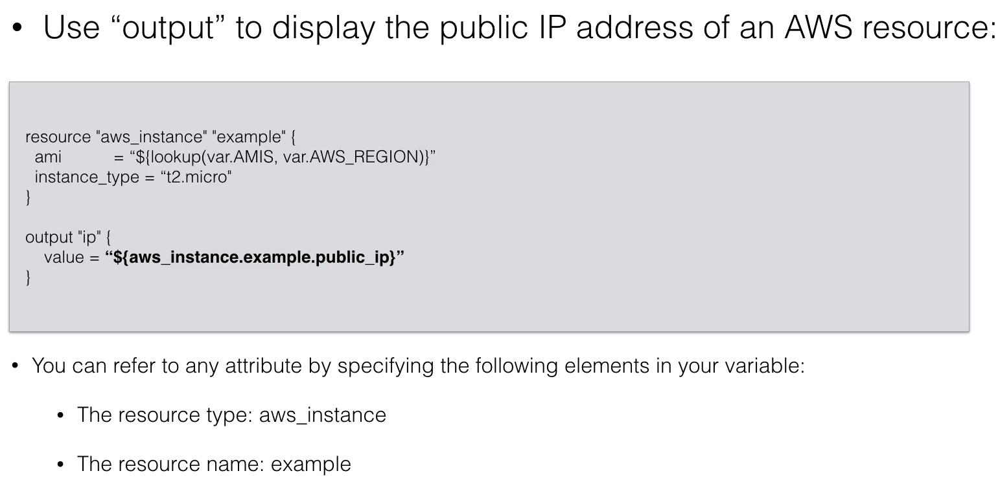 • Use “output” to display the public IP address of an AWS resource:
resource "aws_instance" "example" {
  ami           = “${lookup(var.AMIS, var.AWS_REGION)}”
  instance_type = “t2.micro"
}
output "ip" {
    value = “${aws_instance.example.public_ip}”
}
• You can refer to any attribute by specifying the following elements in your variable:
• The resource type: aws_instance
• The resource name: example